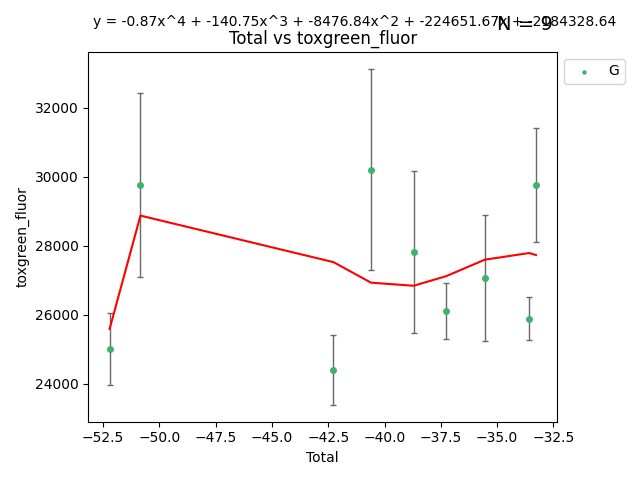 y = -0.87x^4 + -140.75x^3 + -8476.84x^2 + -224651.67x + -2184328.64
N = 9
Total vs toxgreen_fluor
G
toxgreen_fluor
32000
30000
28000
26000
24000
−52.5 −50.0 −47.5 −45.0 −42.5 −40.0 −37.5 −35.0 −32.5
Total